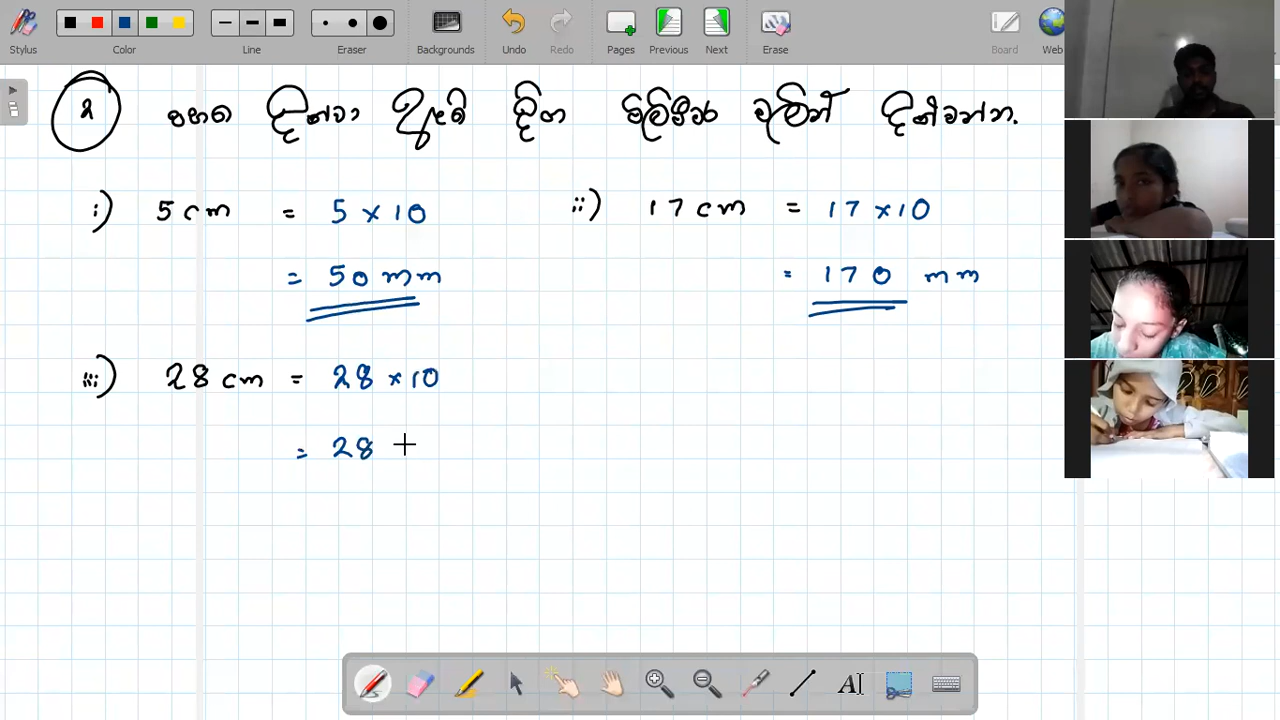 Stylus Color Line Eraser Backgrounds Undo Redo Pages Previous Next Erase Board Web
2 පහත දක්වා ඇති දිග මිලිමීටර වලින් දක්වන්න.
i) 5 cm = 5 × 10
= 50 mm
ii) 17 cm = 17 × 10
= 170 mm
iii) 28 cm = 28 × 10
= 28